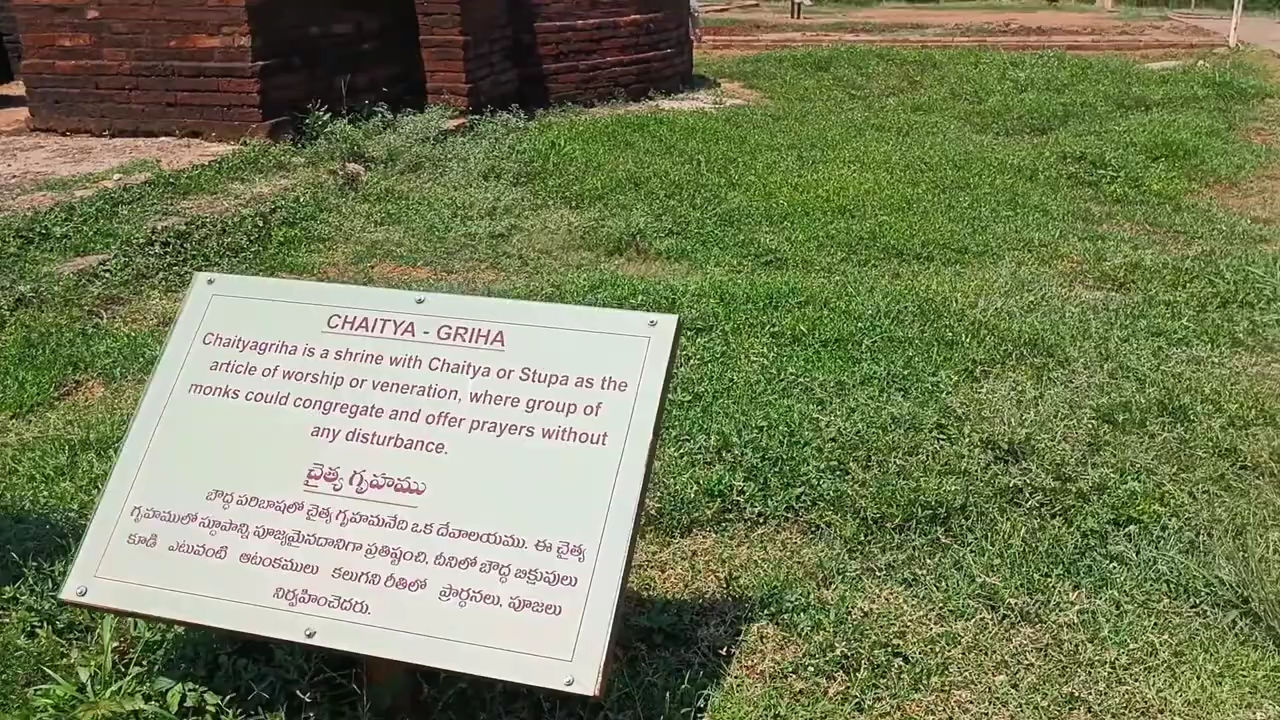 CHAITYA - GRIHA
Chaityagriha is a shrine with Chaitya or Stupa as the
article of worship or veneration, where group of
monks could congregate and offer prayers without
any disturbance.
చైత్య గృహము
బౌద్ధ పరిబాషలో చైత్య గృహమనేది ఒక దేవాలయము. ఈ చైత్య
గృహములో స్థూపాన్ని పూజ్యమైనదానిగా ప్రతిష్టించి, దీనిలో బౌద్ధ బిక్షువులు
కూడి ఎటువంటి ఆటంకములు కలుగని రీతిలో ప్రార్ధనలు, పూజలు
నిర్వహించెదరు.